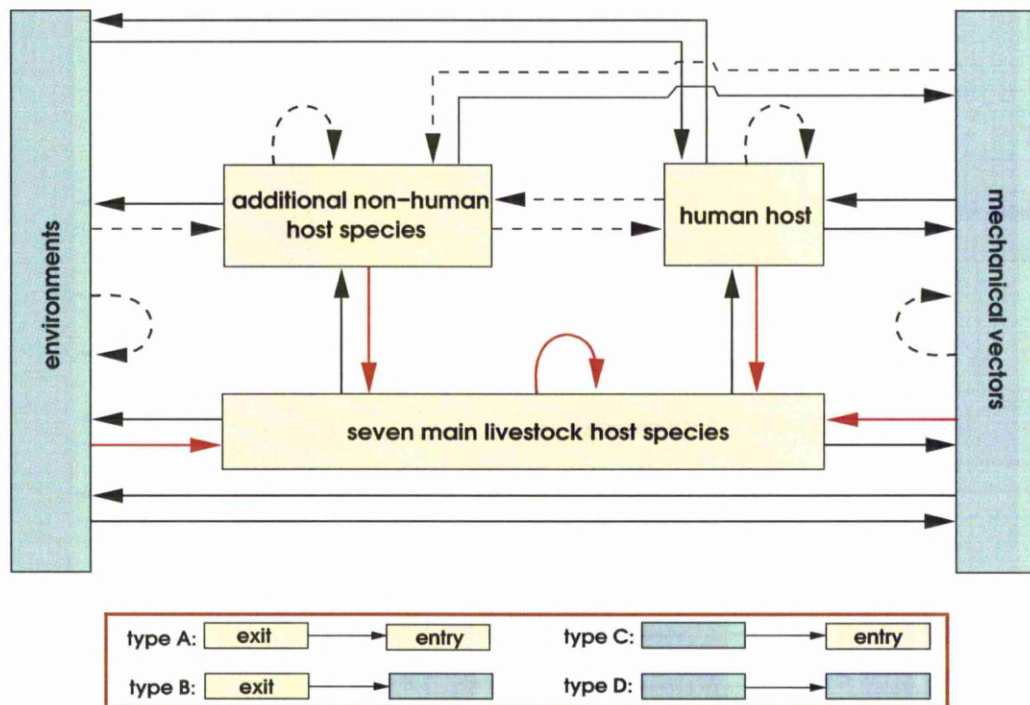 environments
additional non-human
host species
human host
mechanical vectors
seven main livestock host species
type A: exit entry
type C: entry
type B: exit
type D: